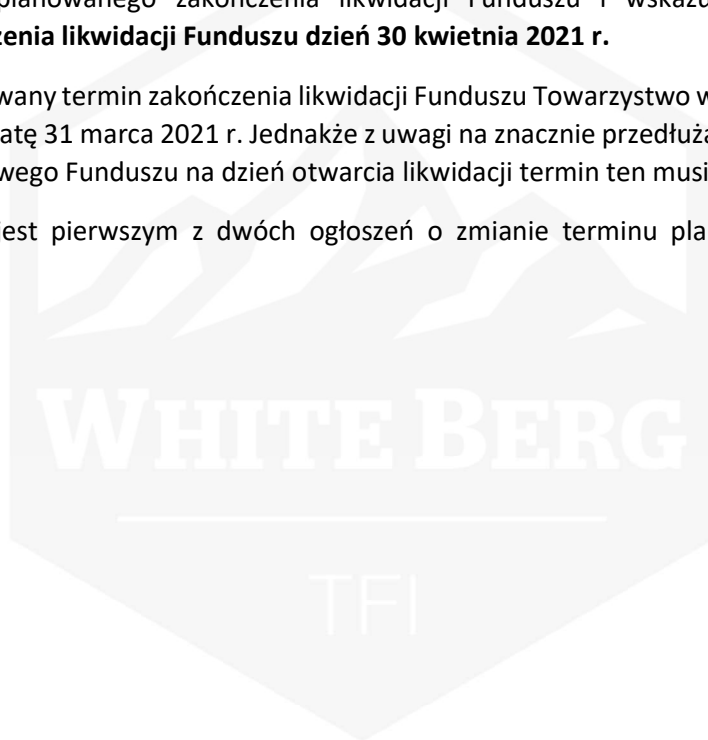 planowanego zakończenia likwidacji Funduszu i
zenia likwidacji Funduszu dzień 30 kwietnia 2021 r.
wany termin zakończenia likwidacji Funduszu Towarzystwo w
atę 31 marca 2021 r. Jednakże z uwagi na znacznie przedłuża
wego Funduszu na dzień otwarcia likwidacji termin ten musi
jest pierwszym z dwóch ogłoszeń o zmianie terminu pla
WHITE BERG
TFI